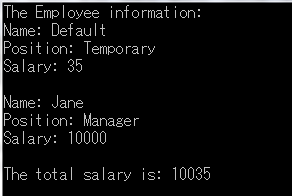 The Employee information:
Name: Default
Position: Temporary
Salary: 35
Name: Jane
Position: Manager
Salary: 10000
The total salary is: 10035